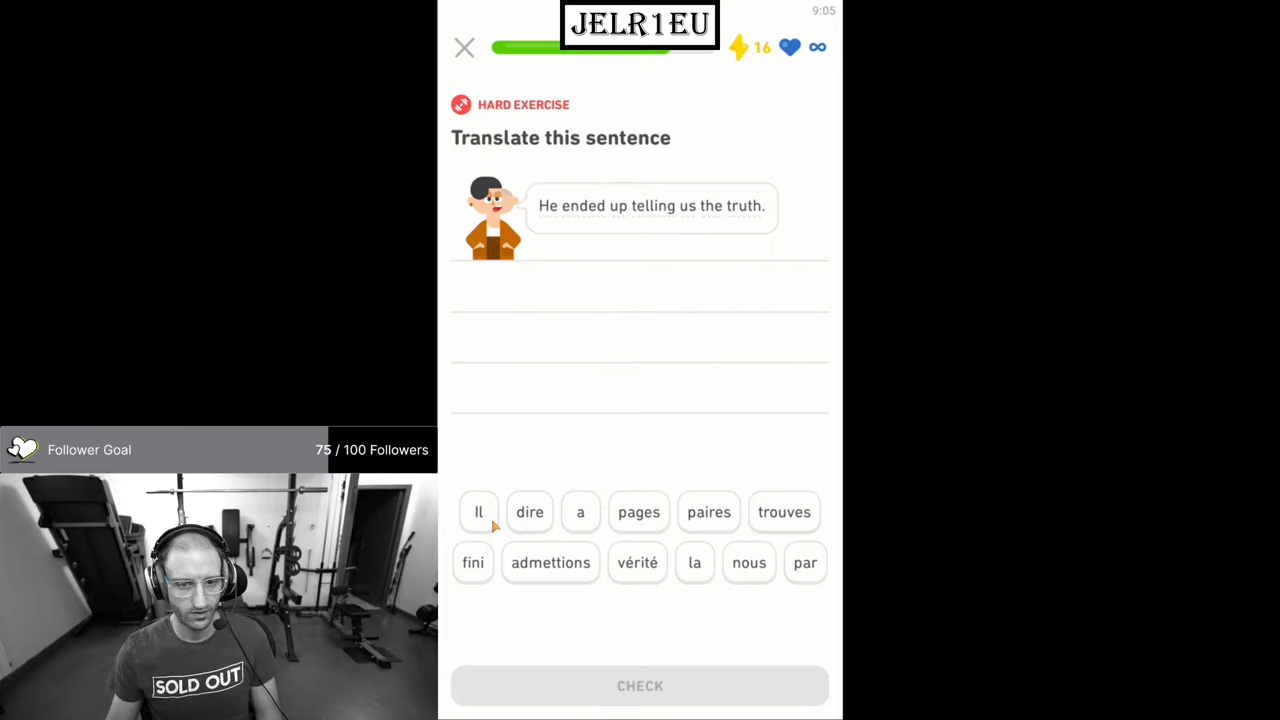 JELR1EU
9:05
16 ∞
HARD EXERCISE
Translate this sentence
He ended up telling us the truth.
Il dire a pages paires trouves
fini admettions vérité la nous par
CHECK
Follower Goal 75 / 100 Followers
SOLD OUT